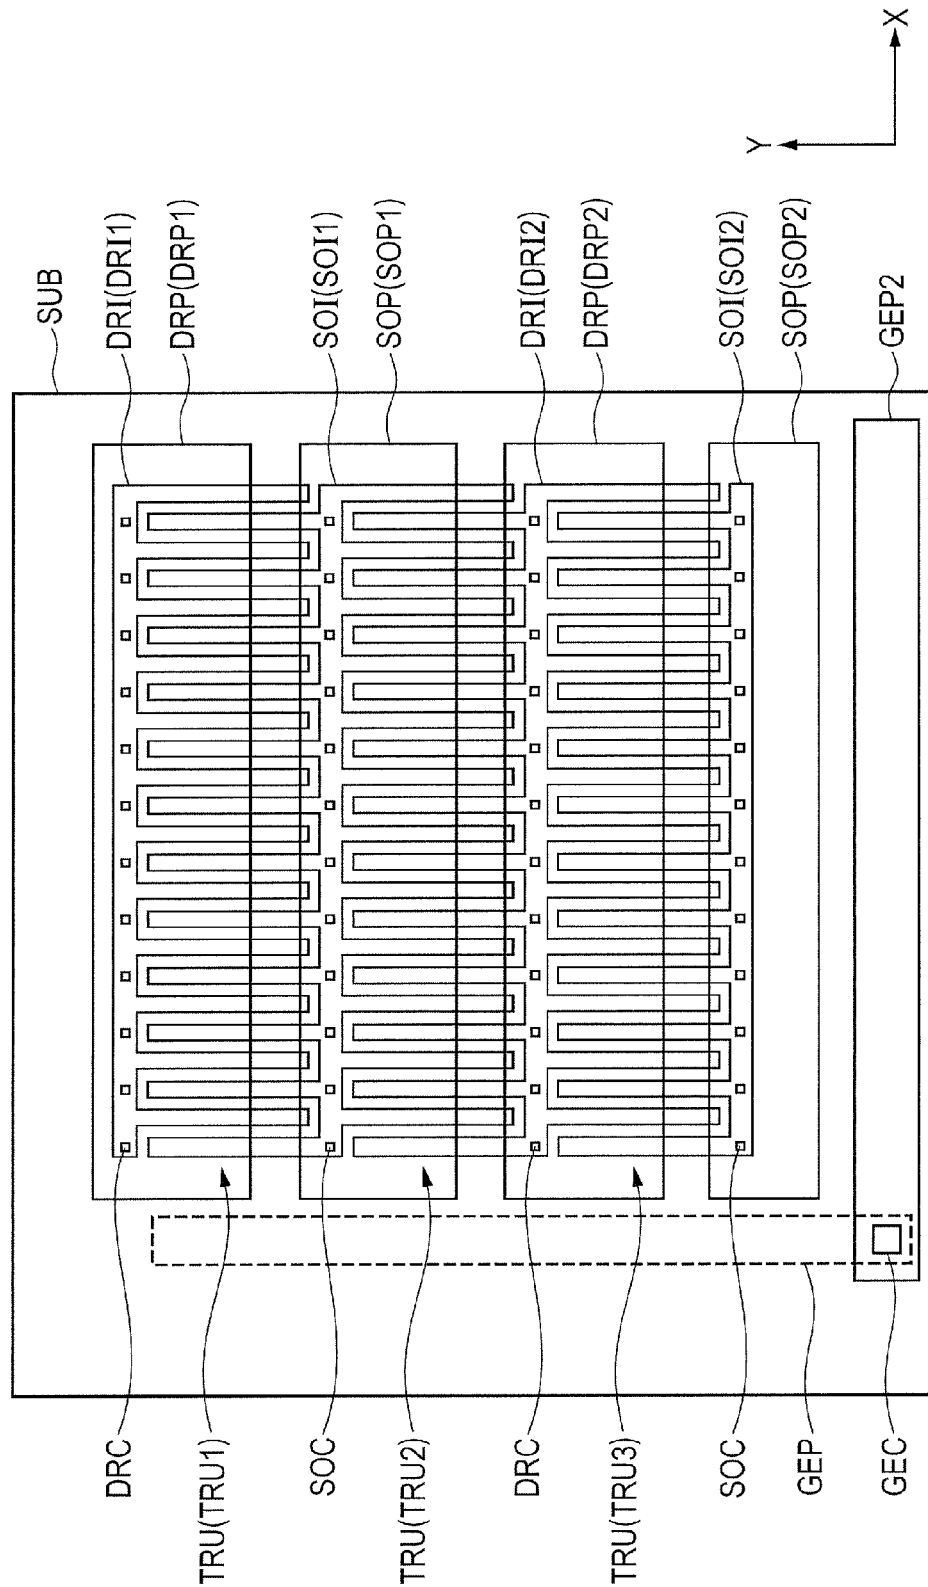 SUB
DRI(DRI1)
DRP(DRP1)
SOI(SOI1)
SOP(SOP1)
DRI(DRI2)
DRP(DRP2)
SOI(SOI2)
SOP(SOP2)
GEP2
Y
X
DRC
TRU(TRU1)
SOC
TRU(TRU2)
DRC
TRU(TRU3)
SOC
GEP
GEC